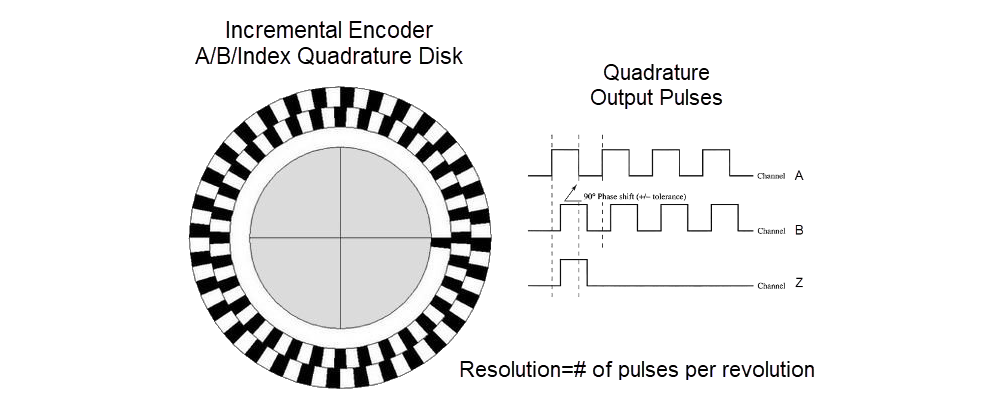 Incremental Encoder
A/B/Index Quadrature Disk
Quadrature
Output Pulses
Channel A
90° Phase shift (+/− tolerance)
Channel B
Channel Z
Resolution=# of pulses per revolution